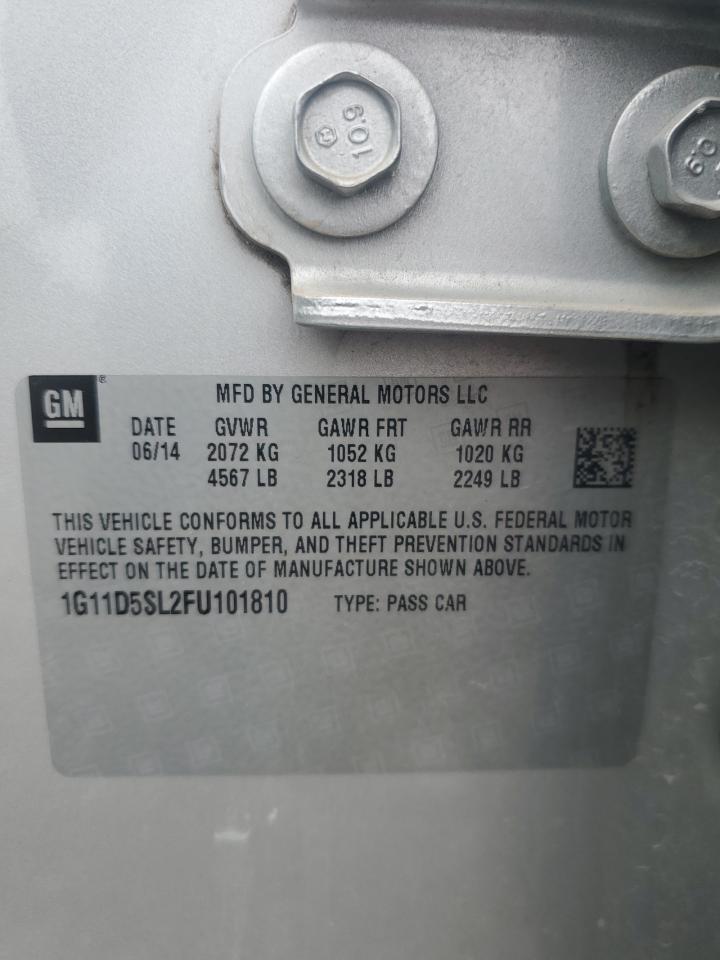 10.9
GM
MFD BY GENERAL MOTORS LLC
DATE GVWR GAWR FRT GAWR RR
06/14 2072 KG 1052 KG 1020 KG
4567 LB 2318 LB 2249 LB
THIS VEHICLE CONFORMS TO ALL APPLICABLE U.S. FEDERAL MOTOR
VEHICLE SAFETY, BUMPER, AND THEFT PREVENTION STANDARDS IN
EFFECT ON THE DATE OF MANUFACTURE SHOWN ABOVE.
1G11D5SL2FU101810 TYPE: PASS CAR